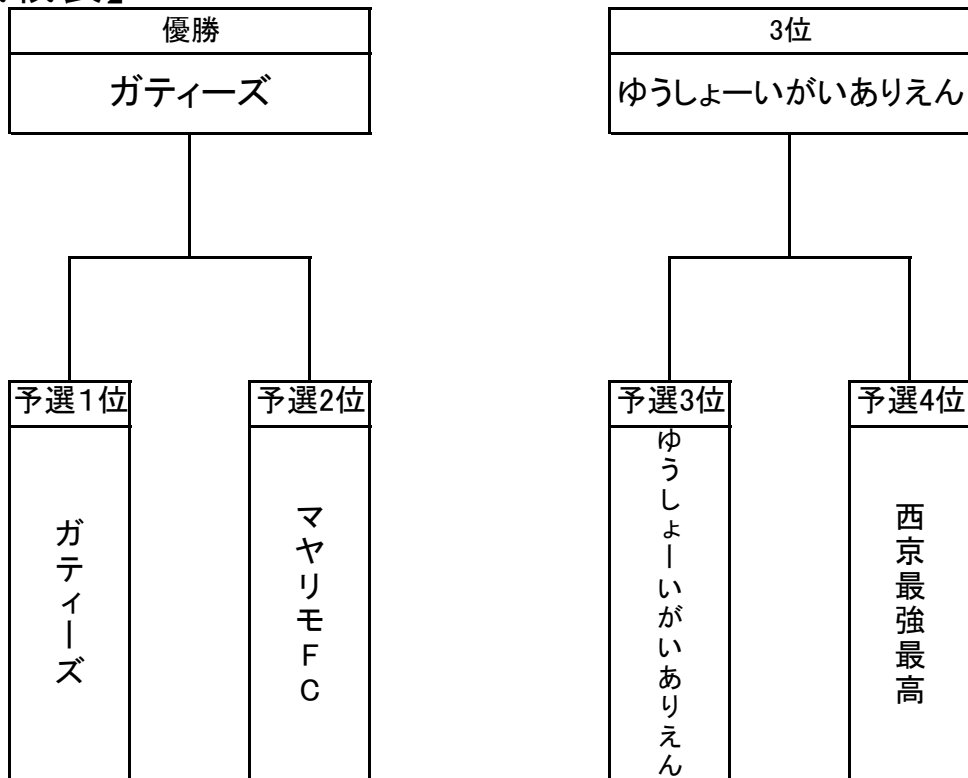 優勝
ガティーズ
3位
ゆうしょーいがいありえん
予選1位
ガティーズ
予選2位
マヤリモFC
予選3位
ゆうしょーいがいありえん
予選4位
西京最強最高